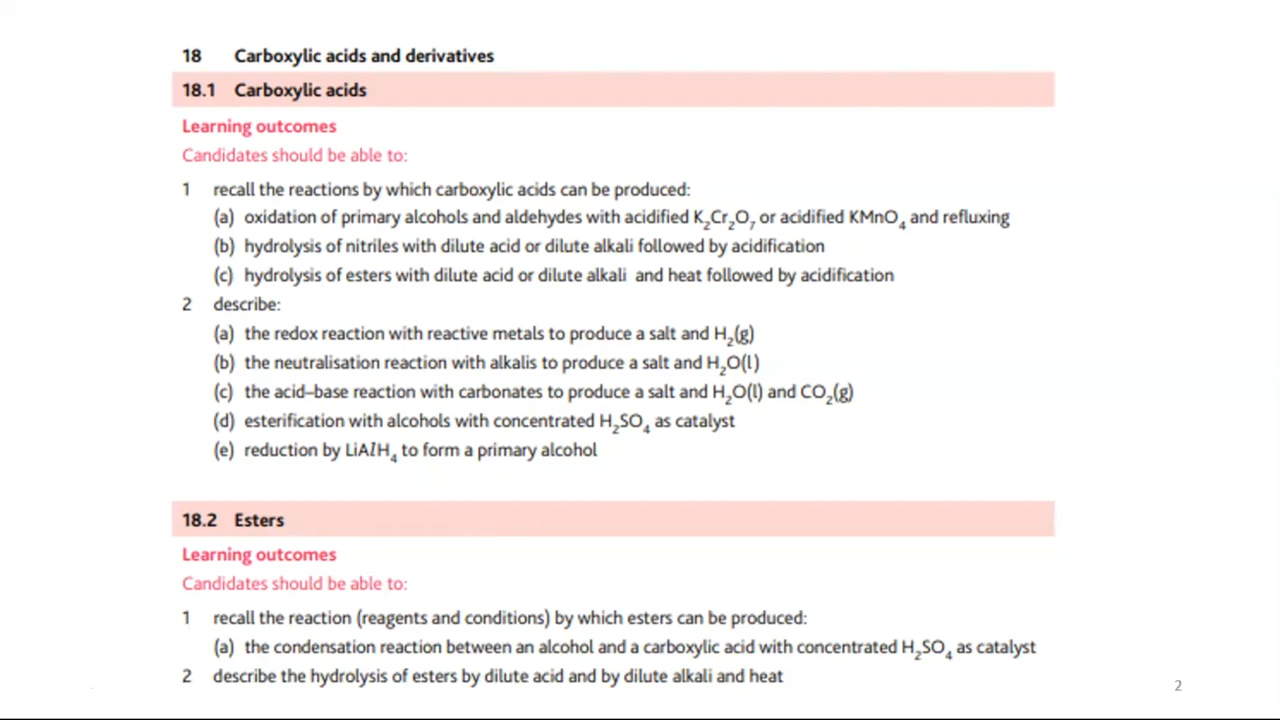 18 Carboxylic acids and derivatives
18.1 Carboxylic acids
Learning outcomes
Candidates should be able to:
1 recall the reactions by which carboxylic acids can be produced:
(a) oxidation of primary alcohols and aldehydes with acidified K₂Cr₂O₇ or acidified KMnO₄ and refluxing
(b) hydrolysis of nitriles with dilute acid or dilute alkali followed by acidification
(c) hydrolysis of esters with dilute acid or dilute alkali and heat followed by acidification
2 describe:
(a) the redox reaction with reactive metals to produce a salt and H₂(g)
(b) the neutralisation reaction with alkalis to produce a salt and H₂O(l)
(c) the acid–base reaction with carbonates to produce a salt and H₂O(l) and CO₂(g)
(d) esterification with alcohols with concentrated H₂SO₄ as catalyst
(e) reduction by LiAlH₄ to form a primary alcohol
18.2 Esters
Learning outcomes
Candidates should be able to:
1 recall the reaction (reagents and conditions) by which esters can be produced:
(a) the condensation reaction between an alcohol and a carboxylic acid with concentrated H₂SO₄ as catalyst
2 describe the hydrolysis of esters by dilute acid and by dilute alkali and heat
2